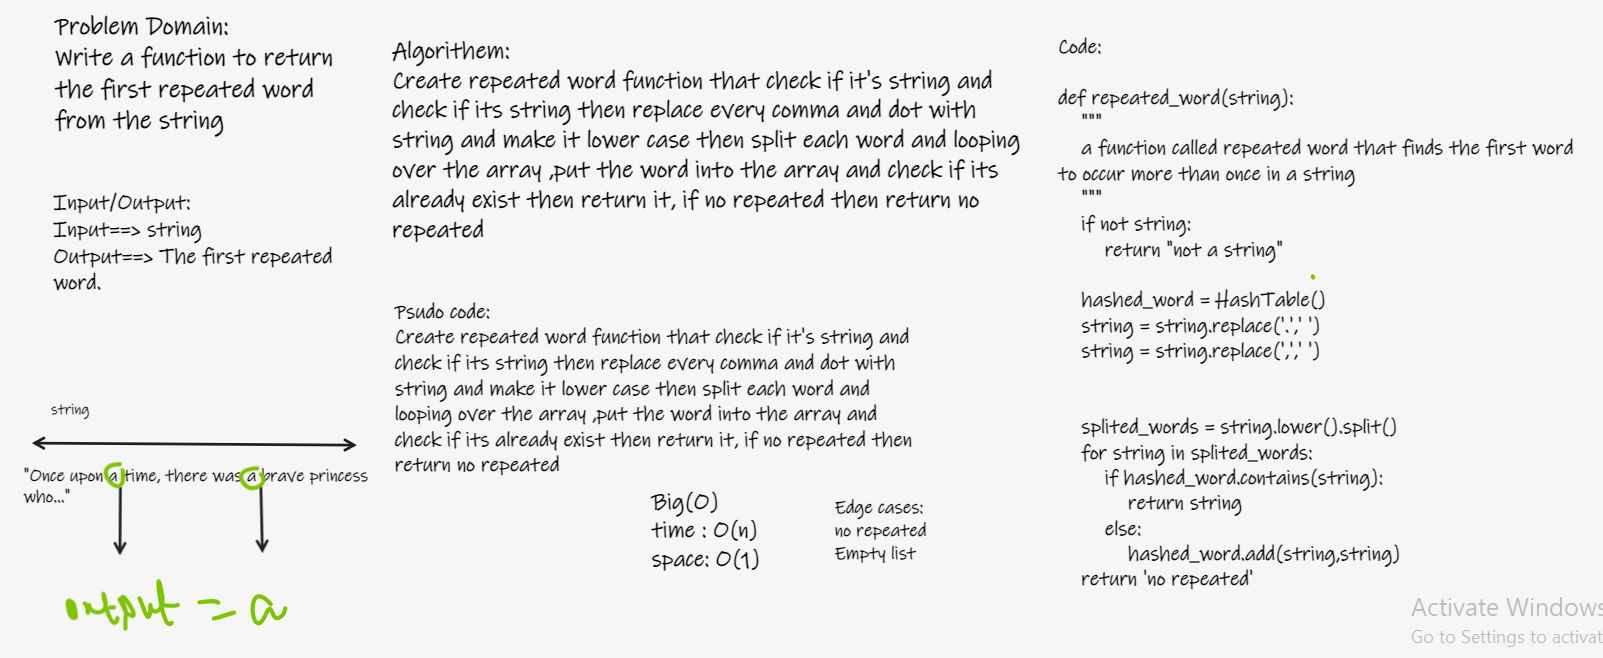 Problem Domain:
Write a function to return
the first repeated word
from the string
Input/Output:
Input==> string
Output==> The first repeated
word.
string
"Once upon a time, there was a brave princess
who..."
output = a
Algorithem:
Create repeated word function that check if it's string and
check if its string then replace every comma and dot with
string and make it lower case then split each word and looping
over the array ,put the word into the array and check if its
already exist then return it, if no repeated then return no
repeated
Psudo code:
Create repeated word function that check if it's string and
check if its string then replace every comma and dot with
string and make it lower case then split each word and
looping over the array ,put the word into the array and
check if its already exist then return it, if no repeated then
return no repeated
Big(O)
time : O(n)
space: O(1)
Edge cases:
no repeated
Empty list
Code:
def repeated_word(string):
"""
a function called repeated word that finds the first word
to occur more than once in a string
"""
if not string:
return "not a string"
hashed_word = HashTable()
string = string.replace('.',' ')
string = string.replace(',',' ')
splited_words = string.lower().split()
for string in splited_words:
if hashed_word.contains(string):
return string
else:
hashed_word.add(string,string)
return 'no repeated'
Activate Windows
Go to Settings to activat